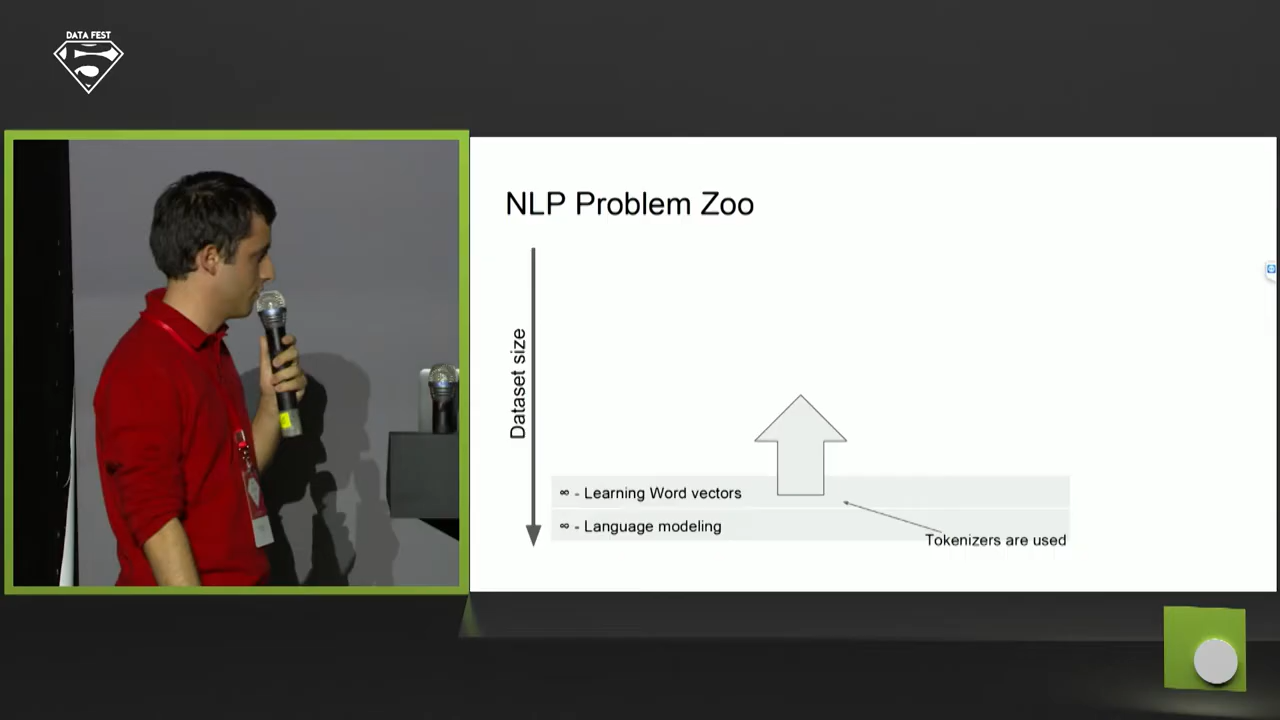 DATA FEST
NLP Problem Zoo
Dataset size
∞ - Learning Word vectors
∞ - Language modeling
Tokenizers are used